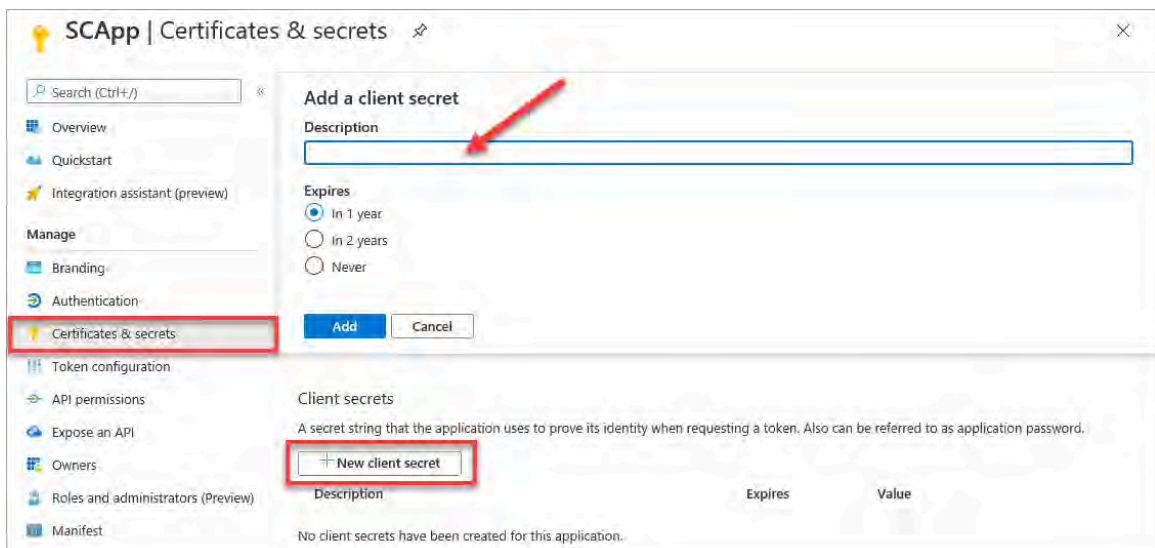 SCApp | Certificates & secrets
Search (Ctrl+/)
«
Overview
Quickstart
Integration assistant (preview)
Manage
Branding
Authentication
Certificates & secrets
Token configuration
API permissions
Expose an API
Owners
Roles and administrators (Preview)
Manifest
Add a client secret
Description
Expires
In 1 year
In 2 years
Never
Add Cancel
Client secrets
A secret string that the application uses to prove its identity when requesting a token. Also can be referred to as application password.
+ New client secret
Description Expires Value
No client secrets have been created for this application.